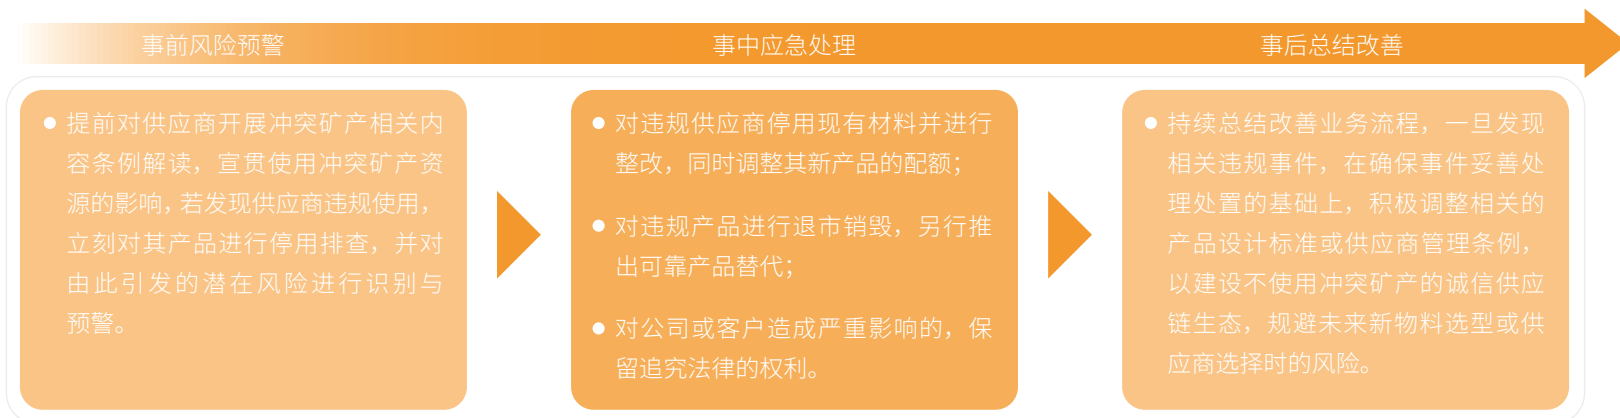 事前风险预警
事中应急处理
事后总结改善
提前对供应商开展冲突矿产相关内
容条例解读，宣贯使用冲突矿产资
源的影响，若发现供应商违规使用，
立刻对其产品进行停用排查，并对
由此引发的潜在风险进行识别与
预警。
对违规供应商停用现有材料并进行
整改，同时调整其新产品的配额；
对违规产品进行退市销毁，另行推
出可靠产品替代；
对公司或客户造成严重影响的，保
留追究法律的权利。
持续总结改善业务流程，一旦发现
相关违规事件，在确保事件妥善处
理处置的基础上，积极调整相关的
产品设计标准或供应商管理条例，
以建设不使用冲突矿产的诚信供应
链生态，规避未来新物料选型或供
应商选择时的风险。